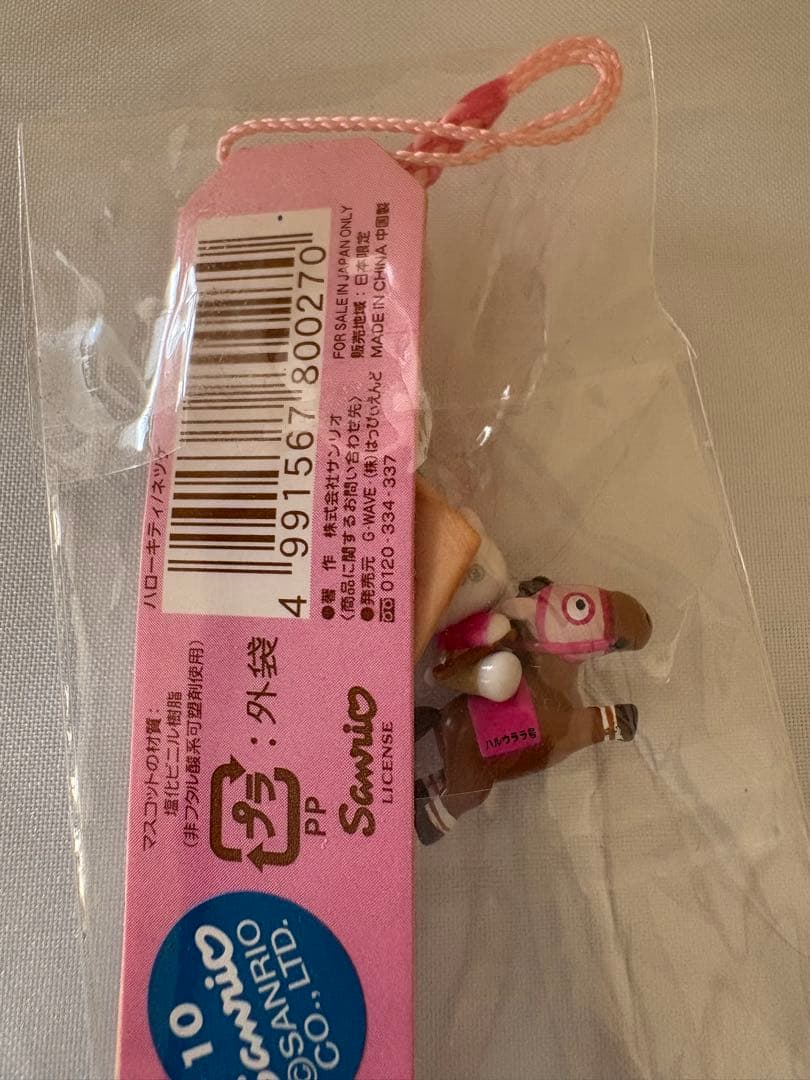 ハローキティ/ネツケ
4 991567 800270
FOR SALE IN JAPAN ONLY
販売地域：日本限定
MADE IN CHINA 中国製
●著　作　株式会社サンリオ
〈商品に関するお問い合わせ先〉
●発売元　G·WAVE（株）はっぴぃえんど
0120-334-337
マスコットの材質：
塩化ビニル樹脂
（非フタル酸系可塑剤使用）
プラ：外袋
PP
Sanrio
LICENSE
10
Sanrio
©SANRIO
CO.,LTD.
ハルウララ号